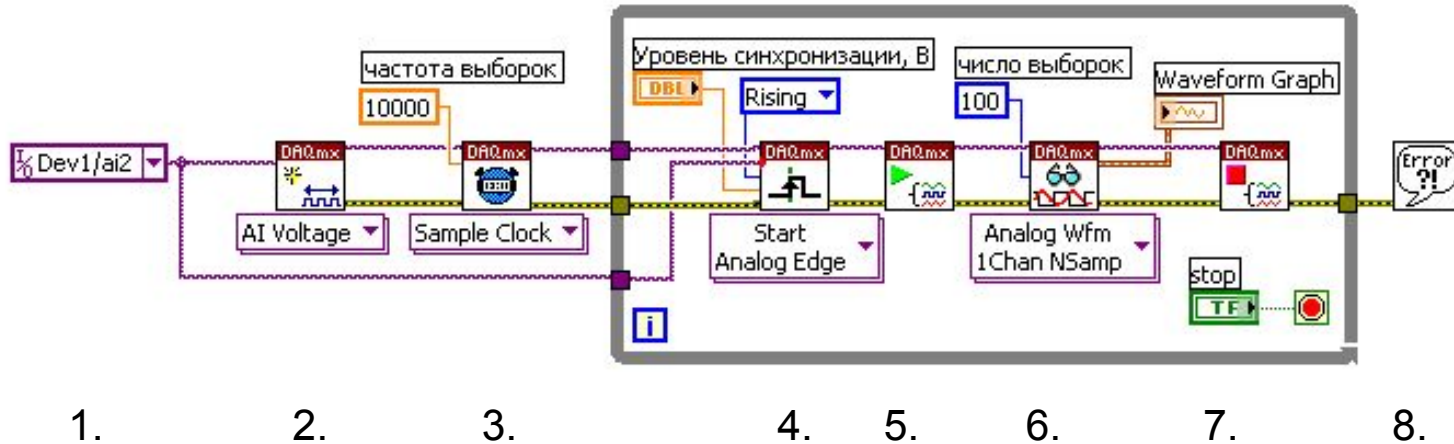 частота выборок
10000
Уровень синхронизации, В
DBL
Rising
число выборок
100
Waveform Graph
Dev1/ai2
DAQmx
DAQmx
DAQmx
DAQmx
DAQmx
DAQmx
Error
?!
AI Voltage
Sample Clock
Start
Analog Edge
Analog Wfm
1Chan NSamp
stop
TF
i
1. 2. 3. 4. 5. 6. 7. 8.